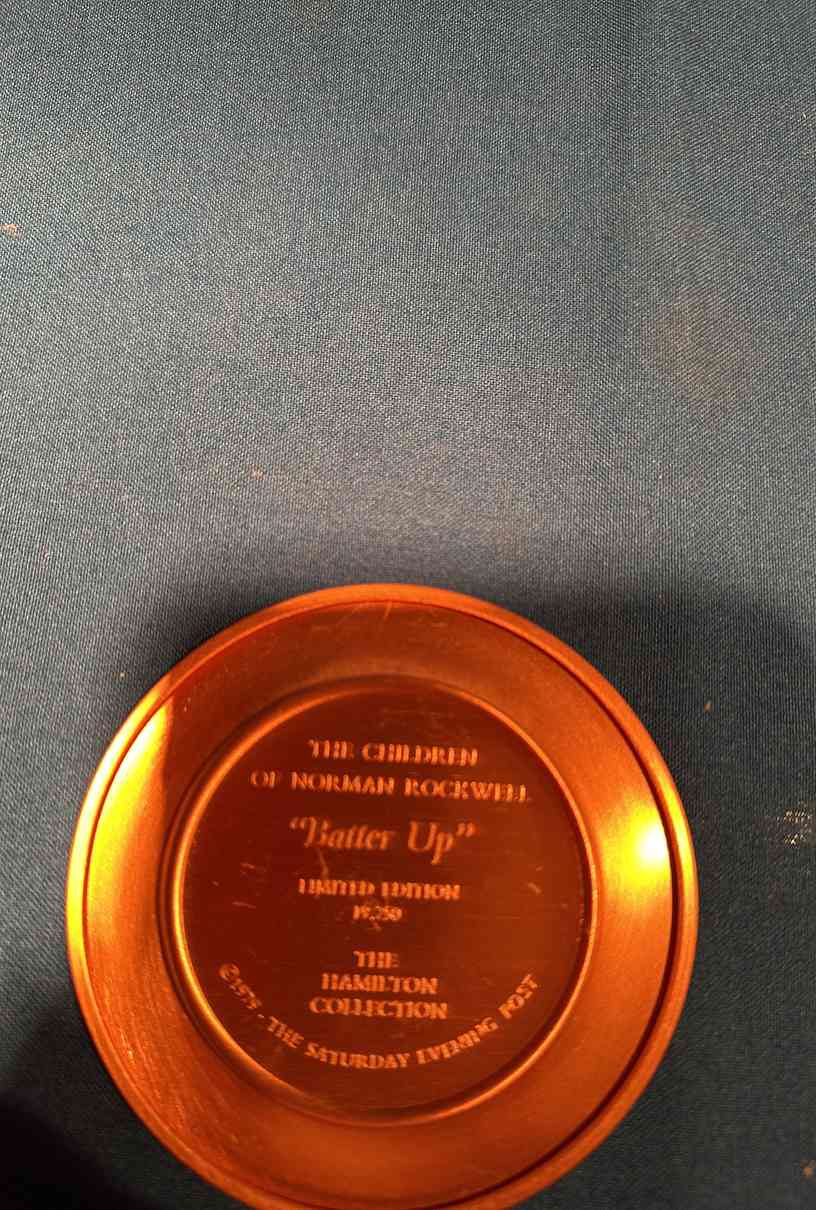 THE CHILDREN
OF NORMAN ROCKWELL
“Batter Up”
LIMITED EDITION
19,750
THE
HAMILTON
COLLECTION
THE SATURDAY EVENING POST